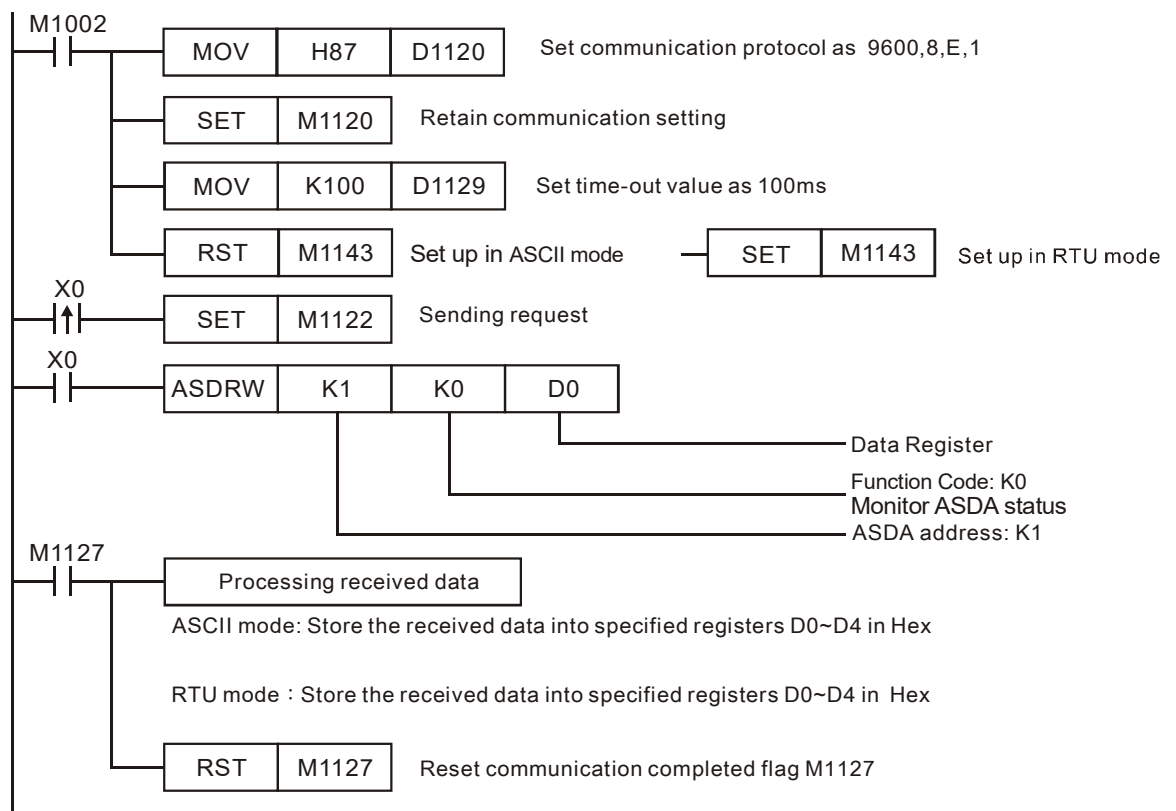 M1002
MOV H87 D1120 Set communication protocol as 9600,8,E,1
SET M1120 Retain communication setting
MOV K100 D1129 Set time-out value as 100ms
RST M1143 Set up in ASCII mode SET M1143 Set up in RTU mode
X0
SET M1122 Sending request
X0
ASDRW K1 K0 D0
Data Register
Function Code: K0
Monitor ASDA status
ASDA address: K1
M1127
Processing received data
ASCII mode: Store the received data into specified registers D0~D4 in Hex
RTU mode：Store the received data into specified registers D0~D4 in Hex
RST M1127 Reset communication completed flag M1127